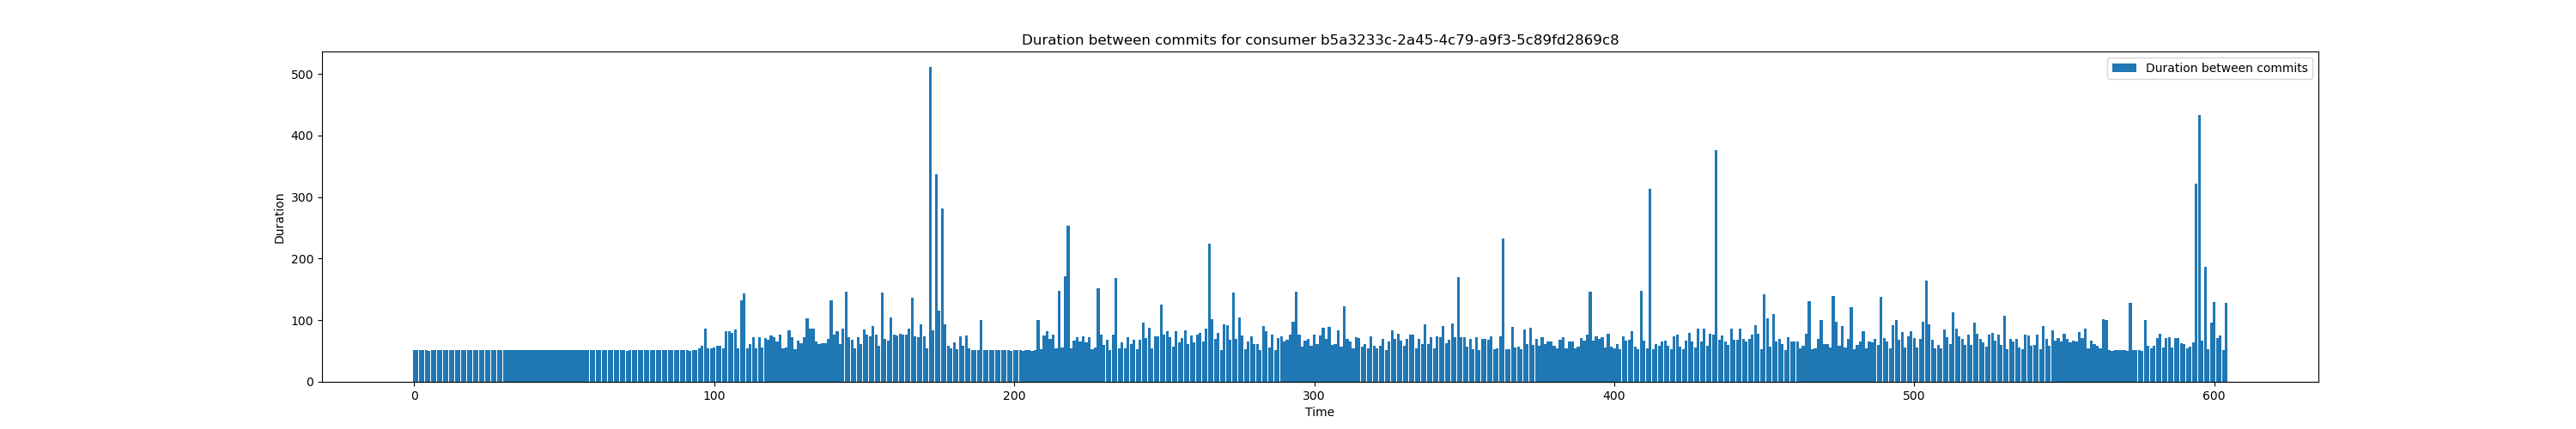 Duration between commits for consumer b5a3233c-2a45-4c79-a9f3-5c89fd2869c8
Duration between commits
500
400
300
200
100
0
Duration
0 100 200 300 400 500 600
Time